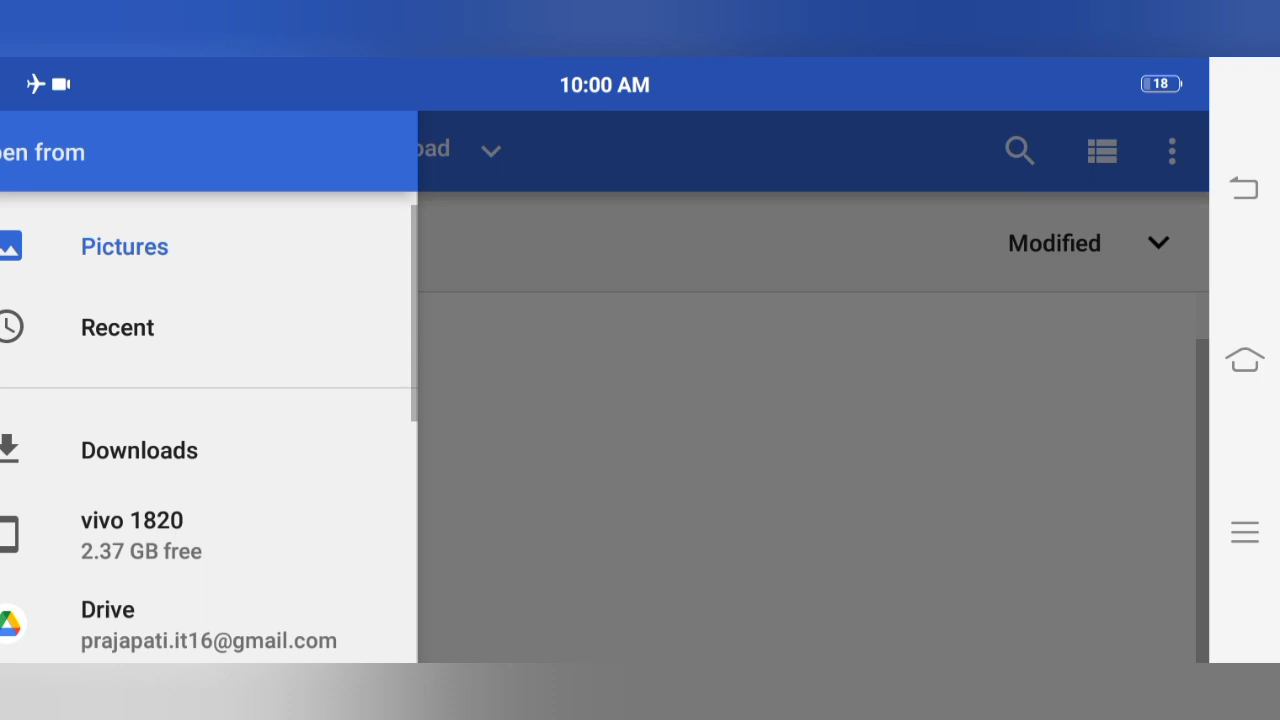 10:00 AM
18
en from
oad
Pictures
Modified
Recent
Downloads
vivo 1820
2.37 GB free
Drive
prajapati.it16@gmail.com